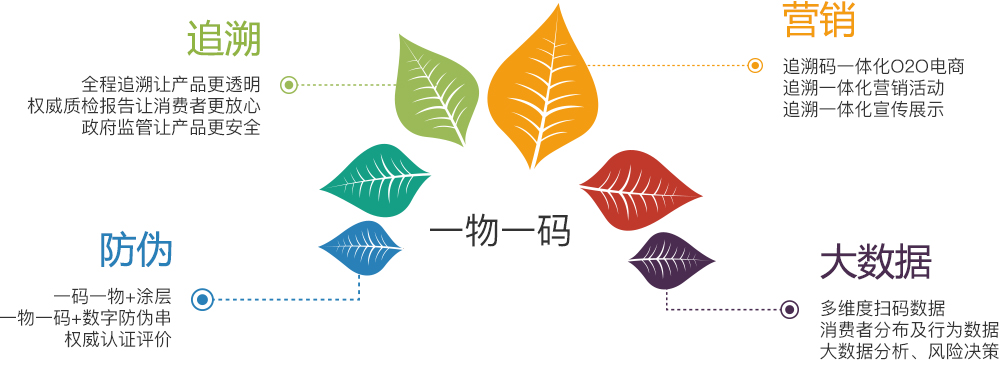 追溯
全程追溯让产品更透明
权威质检报告让消费者更放心
政府监管让产品更安全
营销
追溯码一体化O2O电商
追溯一体化营销活动
追溯一体化宣传展示
一物一码
防伪
一码一物+涂层
一物一码+数字防伪串
权威认证评价
大数据
多维度扫码数据
消费者分布及行为数据
大数据分析、风险决策